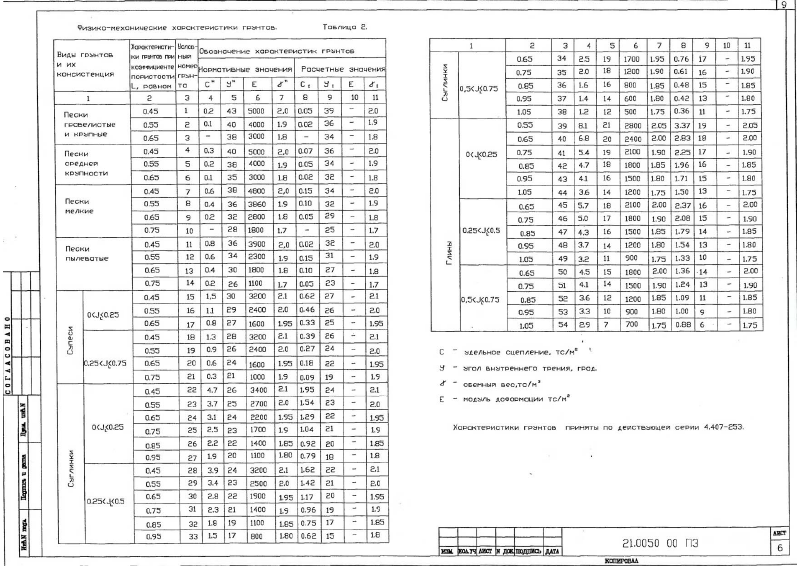 9
Физико-механические характеристики грунтов. Таблица 2.
Виды грунтов и их консистенция | Характеристики грунтов при коэффициенте пористости L, равном | Условный номер грунта | Обозначение характеристик грунтов
Нормативные значения | Расчетные значения
Cᴴ | Yᴴ | E | ɣᴴ | C₁ | Y₁ | E | ɣ₁
1 | 2 | 3 | 4 | 5 | 6 | 7 | 8 | 9 | 10 | 11
Пески гравелистые и крупные
0.45 | 1 | 0.2 | 43 | 5000 | 2.0 | 0.05 | 39 | – | 2.0
0.55 | 2 | 0.1 | 40 | 4000 | 1.9 | 0.02 | 36 | – | 1.9
0.65 | 3 | – | 38 | 3000 | 1.8 | – | 34 | – | 1.8
Пески средней крупности
0.45 | 4 | 0.3 | 40 | 5000 | 2.0 | 0.07 | 36 | – | 2.0
0.55 | 5 | 0.2 | 38 | 4000 | 1.9 | 0.05 | 34 | – | 1.9
0.65 | 6 | 0.1 | 35 | 3000 | 1.8 | 0.02 | 32 | – | 1.8
Пески мелкие
0.45 | 7 | 0.6 | 38 | 4800 | 2.0 | 0.15 | 34 | – | 2.0
0.55 | 8 | 0.4 | 36 | 3860 | 1.9 | 0.10 | 32 | – | 1.9
0.65 | 9 | 0.2 | 32 | 2800 | 1.8 | 0.05 | 29 | – | 1.8
0.75 | 10 | – | 28 | 1800 | 1.7 | – | 25 | – | 1.7
Пески пылеватые
0.45 | 11 | 0.8 | 36 | 3900 | 2.0 | 0.02 | 32 | – | 2.0
0.55 | 12 | 0.6 | 34 | 2300 | 1.9 | 0.15 | 31 | – | 1.9
0.65 | 13 | 0.4 | 30 | 1800 | 1.8 | 0.10 | 27 | – | 1.8
0.75 | 14 | 0.2 | 26 | 1100 | 1.7 | 0.05 | 23 | – | 1.7
Супеси
0<J<0.25
0.45 | 15 | 1.5 | 30 | 3200 | 2.1 | 0.62 | 27 | – | 2.1
0.55 | 16 | 1.1 | 29 | 2400 | 2.0 | 0.46 | 26 | – | 2.0
0.65 | 17 | 0.8 | 27 | 1600 | 1.95 | 0.33 | 25 | – | 1.95
0.25<J<0.75
0.45 | 18 | 1.3 | 28 | 3200 | 2.1 | 0.39 | 26 | – | 2.1
0.55 | 19 | 0.9 | 26 | 2400 | 2.0 | 0.27 | 24 | – | 2.0
0.65 | 20 | 0.6 | 24 | 1600 | 1.95 | 0.18 | 22 | – | 1.95
0.75 | 21 | 0.3 | 21 | 1000 | 1.9 | 0.09 | 19 | – | 1.9
Суглинки
0<J<0.25
0.45 | 22 | 4.7 | 26 | 3400 | 2.1 | 1.95 | 24 | – | 2.1
0.55 | 23 | 3.7 | 25 | 2700 | 2.0 | 1.54 | 23 | – | 2.0
0.65 | 24 | 3.1 | 24 | 2200 | 1.95 | 1.29 | 22 | – | 1.95
0.75 | 25 | 2.5 | 23 | 1700 | 1.9 | 1.04 | 21 | – | 1.9
0.85 | 26 | 2.2 | 22 | 1400 | 1.85 | 0.92 | 20 | – | 1.85
0.95 | 27 | 1.9 | 20 | 1100 | 1.80 | 0.79 | 18 | – | 1.8
0.25<J<0.5
0.45 | 28 | 3.9 | 24 | 3200 | 2.1 | 1.62 | 22 | – | 2.1
0.55 | 29 | 3.4 | 23 | 2500 | 2.0 | 1.42 | 21 | – | 2.0
0.65 | 30 | 2.8 | 22 | 1900 | 1.95 | 1.17 | 20 | – | 1.95
0.75 | 31 | 2.3 | 21 | 1400 | 1.9 | 0.96 | 19 | – | 1.9
0.85 | 32 | 1.8 | 19 | 1100 | 1.85 | 0.75 | 17 | – | 1.85
0.95 | 33 | 1.5 | 17 | 800 | 1.80 | 0.62 | 15 | – | 1.8
1 | 2 | 3 | 4 | 5 | 6 | 7 | 8 | 9 | 10 | 11
Суглинки
0,5<J<0.75
0.65 | 34 | 2.5 | 19 | 1700 | 1.95 | 0.76 | 17 | – | 1.95
0.75 | 35 | 2.0 | 18 | 1200 | 1.90 | 0.61 | 16 | – | 1.90
0.85 | 36 | 1.6 | 16 | 800 | 1.85 | 0.48 | 15 | – | 1.85
0.95 | 37 | 1.4 | 14 | 600 | 1.80 | 0.42 | 13 | – | 1.80
1.05 | 38 | 1.2 | 12 | 500 | 1.75 | 0.36 | 11 | – | 1.75
Глины
0<J<0.25
0.55 | 39 | 8.1 | 21 | 2800 | 2.05 | 3.37 | 19 | – | 2.05
0.65 | 40 | 6.8 | 20 | 2400 | 2.00 | 2.83 | 18 | – | 2.00
0.75 | 41 | 5.4 | 19 | 2100 | 1.90 | 2.25 | 17 | – | 1.90
0.85 | 42 | 4.7 | 18 | 1800 | 1.85 | 1.96 | 16 | – | 1.85
0.95 | 43 | 4.1 | 16 | 1500 | 1.80 | 1.71 | 15 | – | 1.80
1.05 | 44 | 3.6 | 14 | 1200 | 1.75 | 1.50 | 13 | – | 1.75
0.25<J<0.5
0.65 | 45 | 5.7 | 18 | 2100 | 2.00 | 2.37 | 16 | – | 2.00
0.75 | 46 | 5.0 | 17 | 1800 | 1.90 | 2.08 | 15 | – | 1.90
0.85 | 47 | 4.3 | 16 | 1500 | 1.85 | 1.79 | 14 | – | 1.85
0.95 | 48 | 3.7 | 14 | 1200 | 1.80 | 1.54 | 13 | – | 1.80
1.05 | 49 | 3.2 | 11 | 900 | 1.75 | 1.33 | 10 | – | 1.75
0,5<J<0.75
0.65 | 50 | 4.5 | 15 | 1800 | 2.00 | 1.36 | 14 | – | 2.00
0.75 | 51 | 4.1 | 14 | 1500 | 1.90 | 1.24 | 13 | – | 1.90
0.85 | 52 | 3.6 | 12 | 1200 | 1.85 | 1.09 | 11 | – | 1.85
0.95 | 53 | 3.3 | 10 | 900 | 1.80 | 1.00 | 9 | – | 1.80
1.05 | 54 | 2.9 | 7 | 700 | 1.75 | 0.88 | 6 | – | 1.75
C – удельное сцепление, тс/м²
У – угол внутреннего трения, град.
ɣ – обемный вес, тс/м³
E – модуль доформации тс/м²
Характеристики грунтов приняты по действующей серии 4.407-253.
СОГЛАСОВАНО
Взам. инв.N
Подпись и дата
Инв.N подл.
ИЗМ. КОЛ.УЧ ЛИСТ N ДОК. ПОДПИСЬ ДАТА
21.0050 00 ПЗ
ЛИСТ
6
КОПИРОВАЛ